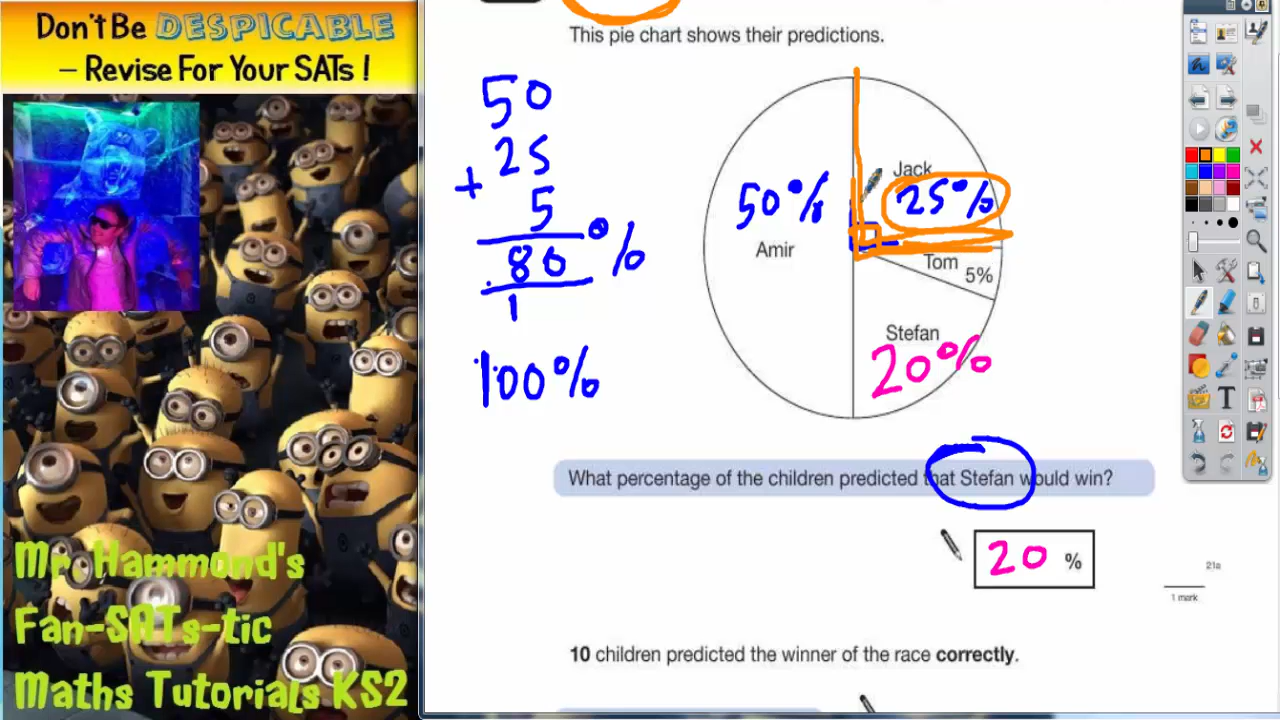 Don't Be DESPICABLE
– Revise For Your SATs !
Mr. Hammond's
Fan-SATs-tic
Maths Tutorials KS2
This pie chart shows their predictions.
50
25
+ 5
80 %
1
100%
Jack
25%
50%
Amir
Tom
5%
Stefan
20%
What percentage of the children predicted that Stefan would win?
20 %
21a
1 mark
10 children predicted the winner of the race correctly.